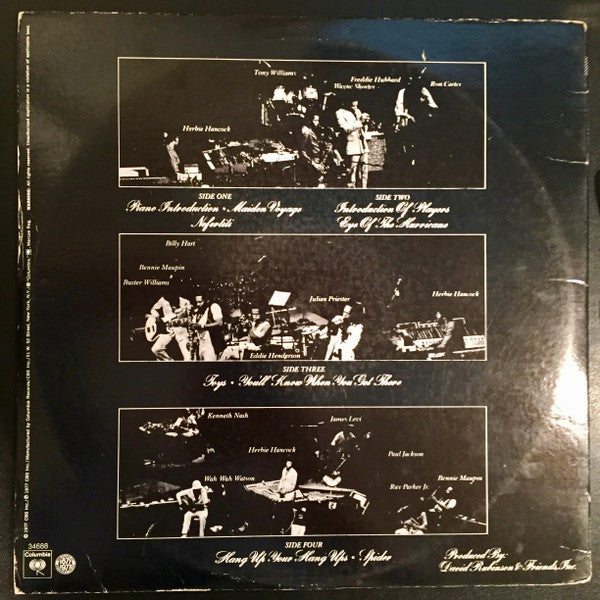 Tony Williams
Freddie Hubbard
Wayne Shorter
Ron Carter
Herbie Hancock
SIDE ONE
Piano Introduction • Maiden Voyage
Nefertiti
SIDE TWO
Introduction Of Players
Eye Of The Hurricane
Billy Hart
Bennie Maupin
Buster Williams
Julian Priester
Herbie Hancock
Eddie Henderson
SIDE THREE
Toys • You'll Know When You Get There
Kenneth Nash
James Levi
Herbie Hancock
Paul Jackson
Wah Wah Watson
Ray Parker Jr.
Bennie Maupin
SIDE FOUR
Hang Up Your Hang Ups • Spider
Produced By:
David Rubinson & Friends, Inc.
34688
Columbia